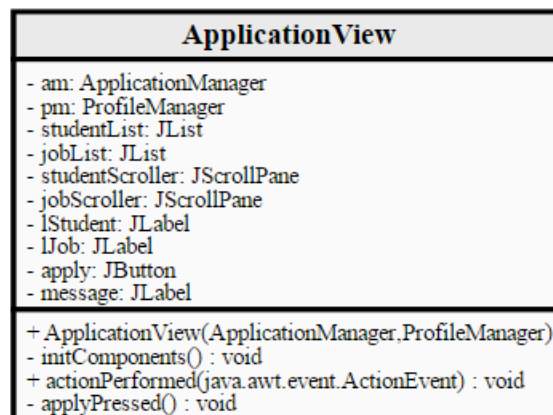 ApplicationView
- am: ApplicationManager
- pm: ProfileManager
- studentList: JList
- jobList: JList
- studentScroller: JScrollPane
- jobScroller: JScrollPane
- lStudent: JLabel
- lJob: JLabel
- apply: JButton
- message: JLabel
+ ApplicationView(ApplicationManager,ProfileManager)
- initComponents() : void
+ actionPerformed(java.awt.event.ActionEvent) : void
- applyPressed() : void